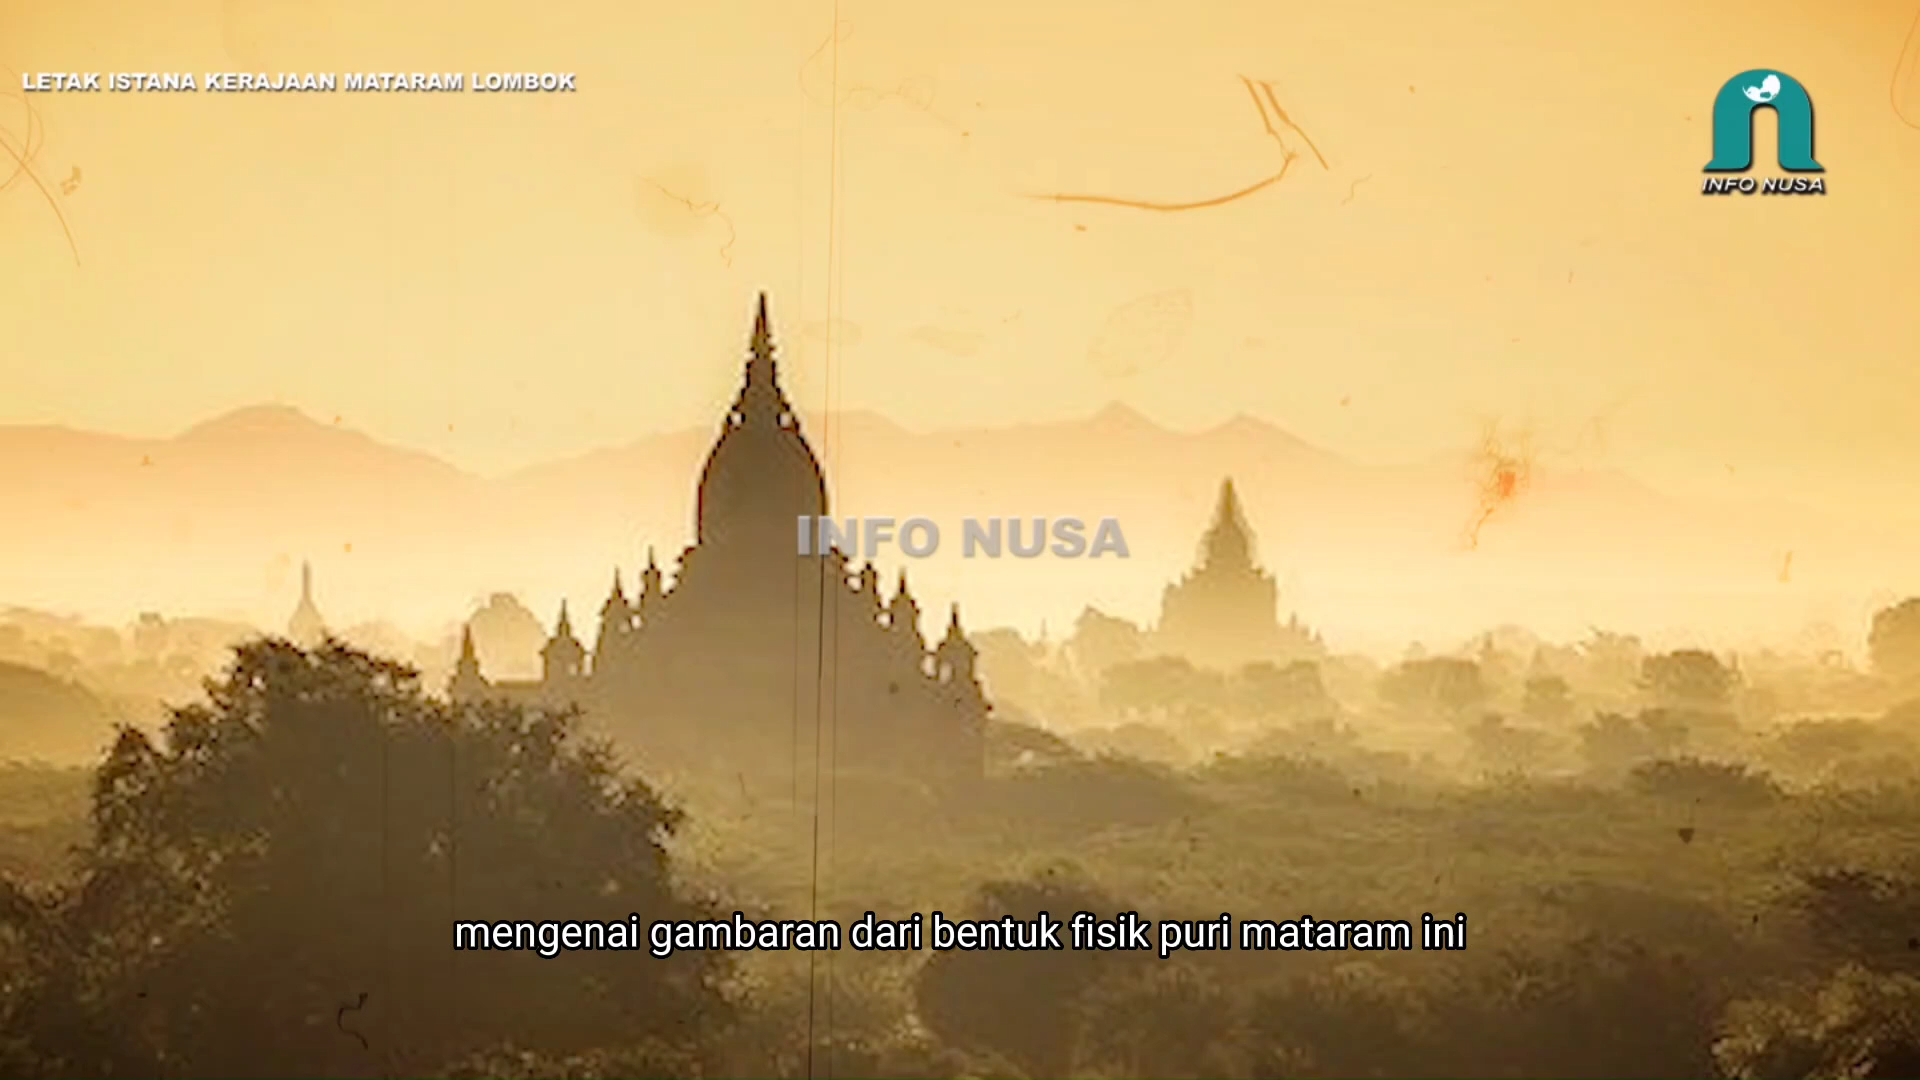 LETAK ISTANA KERAJAAN MATARAM LOMBOK
INFO NUSA
INFO NUSA
mengenai gambaran dari bentuk fisik puri mataram ini